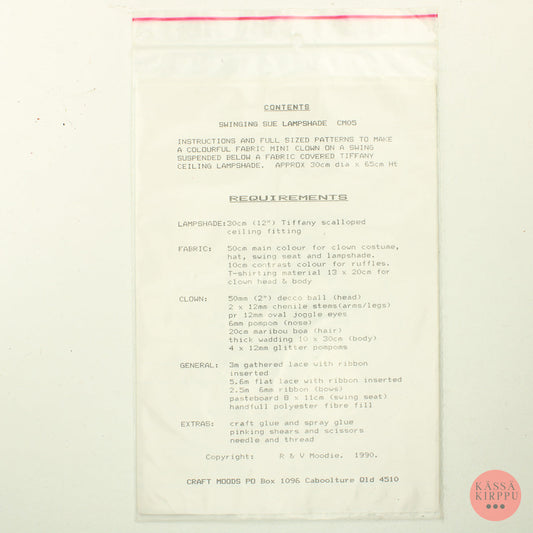 CONTENTS
SWINGING SUE LAMPSHADE CM05
INSTRUCTIONS AND FULL SIZED PATTERNS TO MAKE
A COLOURFUL FABRIC MINI CLOWN ON A SWING
SUSPENDED BELOW A FABRIC COVERED TIFFANY
CEILING LAMPSHADE. APPROX 30cm dia x 65cm Ht
REQUIREMENTS
LAMPSHADE: 30cm (12") Tiffany scalloped
ceiling fitting
FABRIC: 50cm main colour for clown costume,
hat, swing seat and lampshade.
10cm contrast colour for ruffles.
T-shirting material 13 x 20cm for
clown head & body
CLOWN: 50mm (2") decco ball (head)
2 x 12mm chenile stems(arms/legs)
pr 12mm oval joggle eyes
6mm pompom (nose)
20cm maribou boa (hair)
thick wadding 10 x 30cm (body)
4 x 12mm glitter pompoms
GENERAL: 3m gathered lace with ribbon
inserted
5.6m flat lace with ribbon inserted
2.5m 6mm ribbon (bows)
pasteboard 8 x 11cm (swing seat)
handfull polyester fibre fill
EXTRAS: craft glue and spray glue
pinking shears and scissors
needle and thread
Copyright: R & V Moodie. 1990.
CRAFT MOODS PO Box 1096 Caboolture Qld 4510
KÄSSÄ
KIRPPU